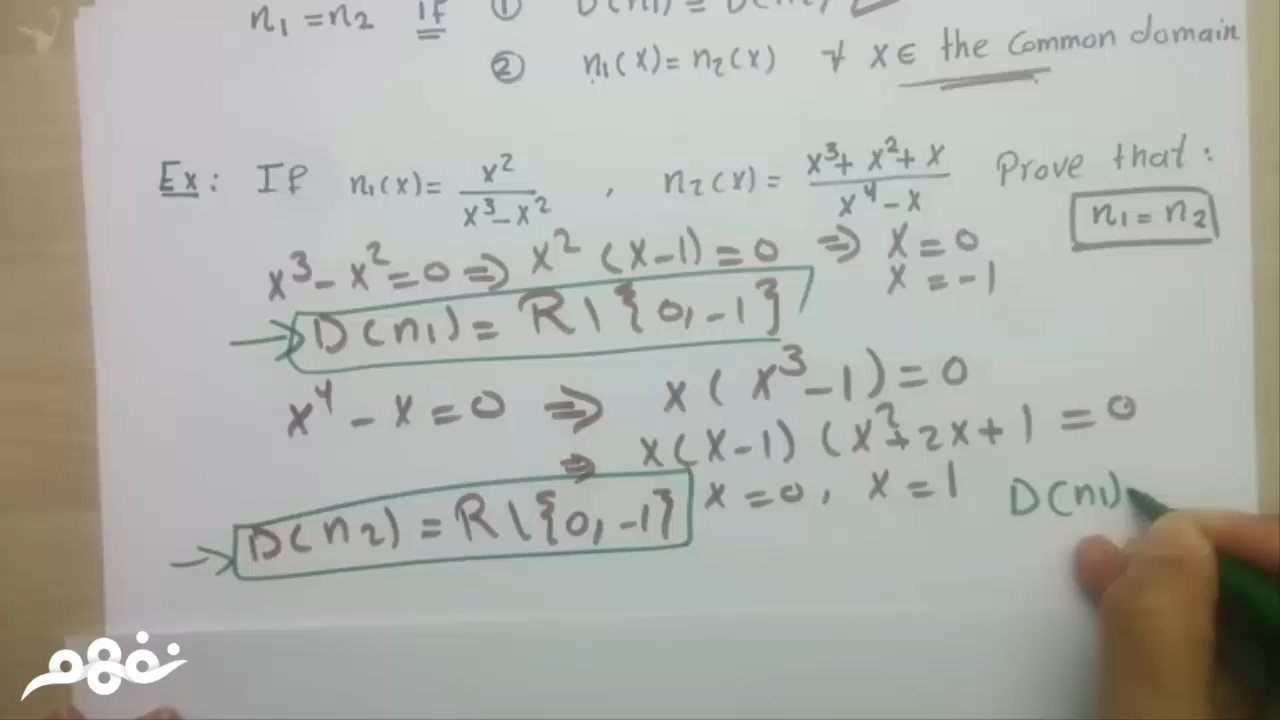 n₁ = n₂ if ①
② n₁(x) = n₂(x) ∀ x ∈ the common domain
Ex: If n₁(x) = x²/(x³ - x²) , n₂(x) = (x³ + x² + x)/(x⁴ - x) Prove that :
n₁ = n₂
x³ - x² = 0 ⇒ x² (x-1) = 0 ⇒ x = 0
x = -1
→ D(n₁) = R \ {0, -1}
x⁴ - x = 0 ⇒ x ( x³ - 1 ) = 0
⇒ x(x-1) (x² + 2x + 1 = 0
x = 0 , x = 1
→ D(n₂) = R \ {0, -1}
D(n₁)
نفهم